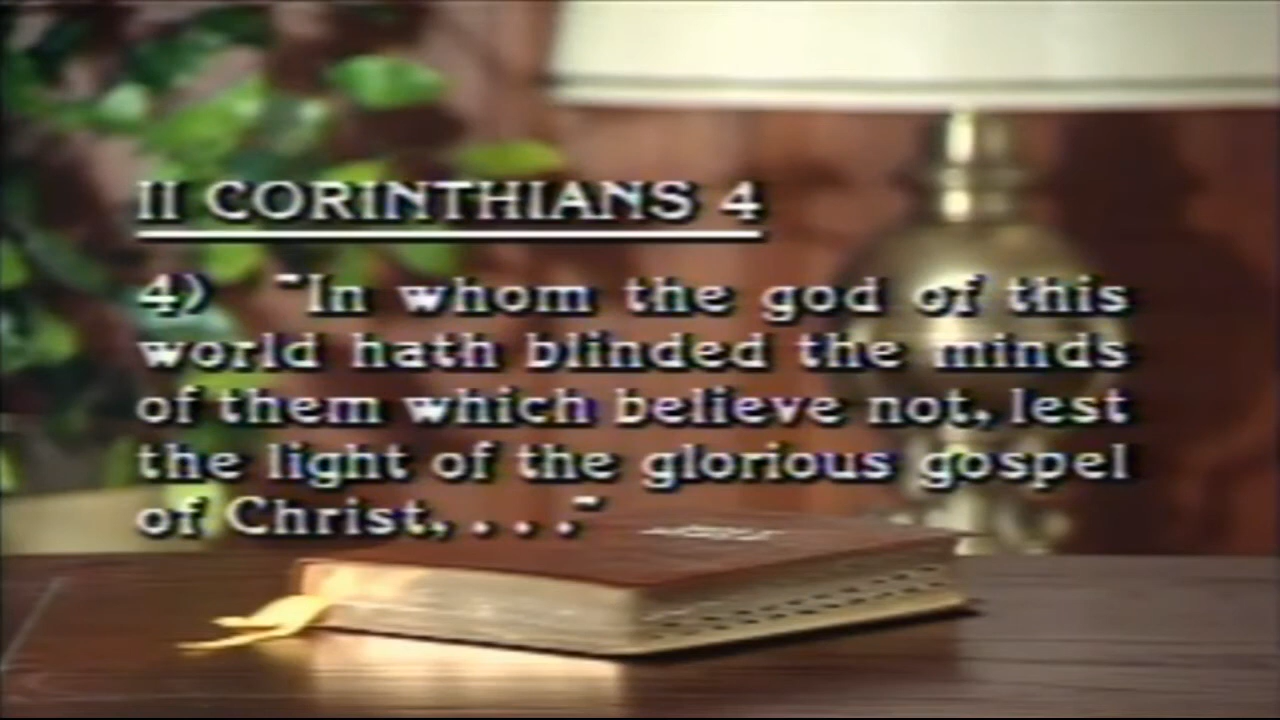 II CORINTHIANS 4
4) "In whom the god of this
world hath blinded the minds
of them which believe not, lest
the light of the glorious gospel
of Christ, . . ."